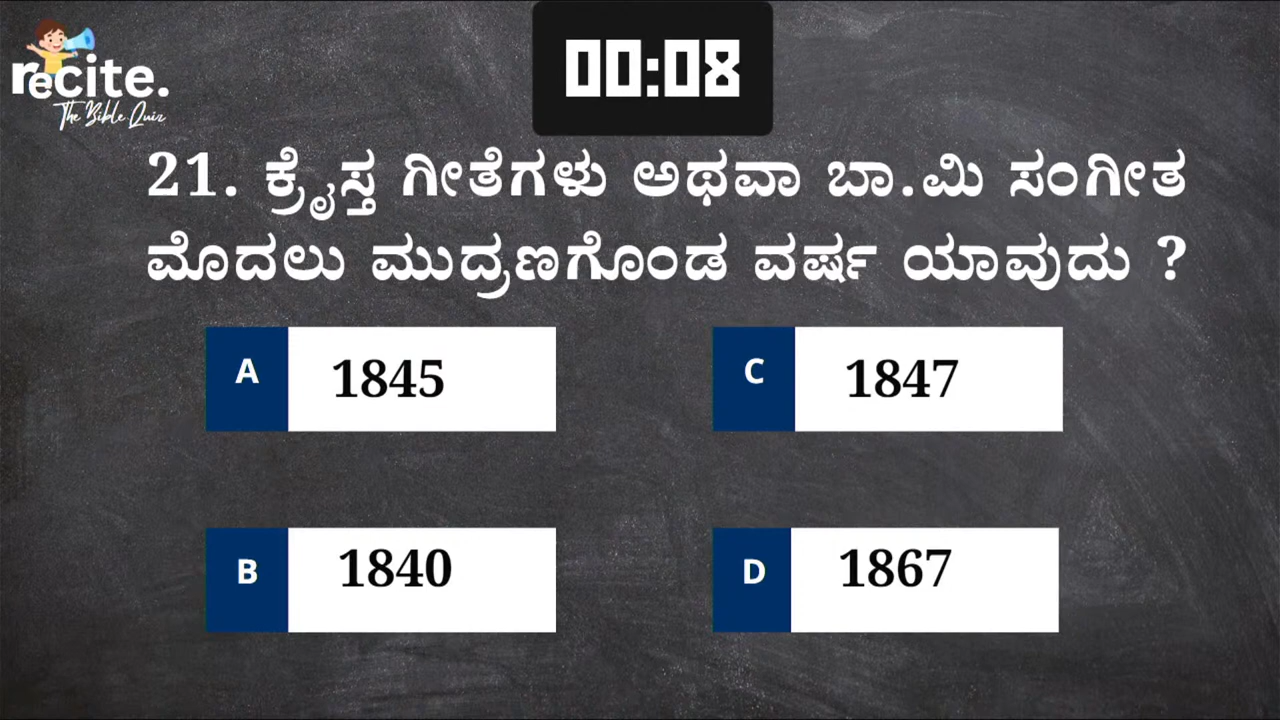 recite.
The Bible Quiz
00:08
21. ಕ್ರೈಸ್ತ ಗೀತೆಗಳು ಅಥವಾ ಬಾ.ಮಿ ಸಂಗೀತ
ಮೊದಲು ಮುದ್ರಣಗೊಂಡ ವರ್ಷ ಯಾವುದು ?
A 1845
C 1847
B 1840
D 1867